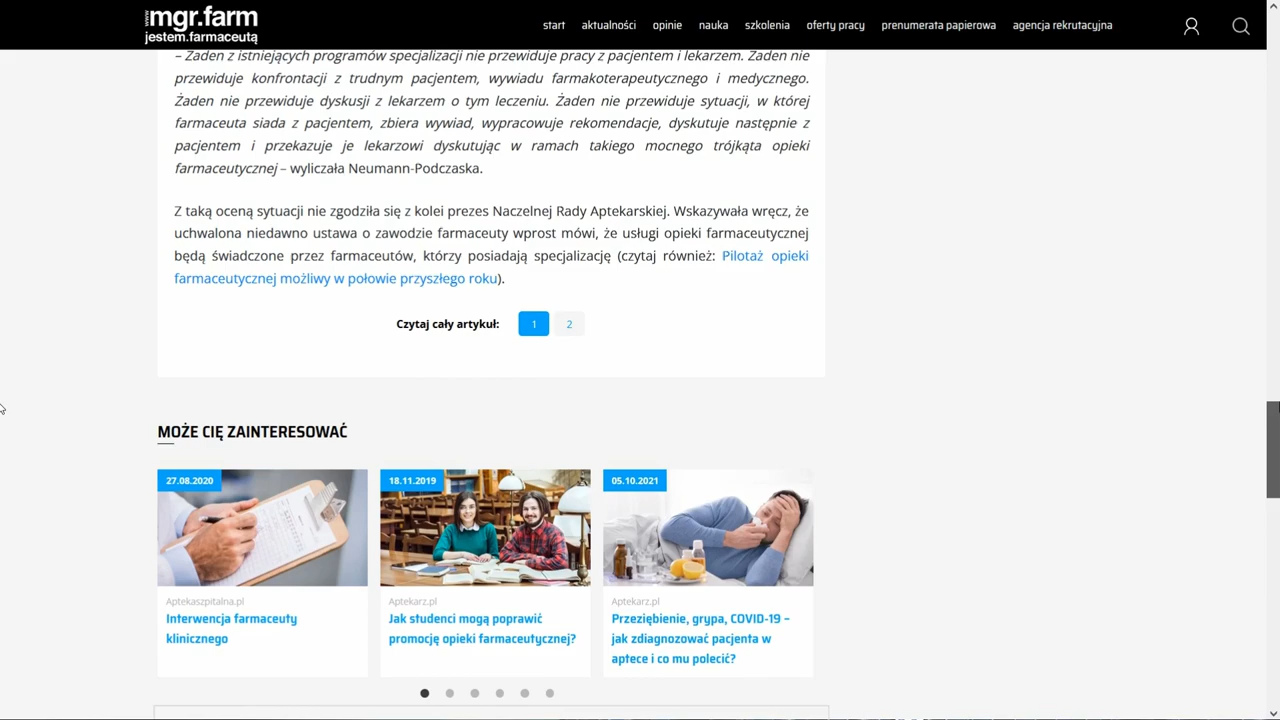 www.
mgr.farm
jestem.farmaceutą
start aktualności opinie nauka szkolenia oferty pracy prenumerata papierowa agencja rekrutacyjna
– Żaden z istniejących programów specjalizacji nie przewiduje pracy z pacjentem i lekarzem. Żaden nie
przewiduje konfrontacji z trudnym pacjentem, wywiadu farmakoterapeutycznego i medycznego.
Żaden nie przewiduje dyskusji z lekarzem o tym leczeniu. Żaden nie przewiduje sytuacji, w której
farmaceuta siada z pacjentem, zbiera wywiad, wypracowuje rekomendacje, dyskutuje następnie z
pacjentem i przekazuje je lekarzowi dyskutując w ramach takiego mocnego trójkąta opieki
farmaceutycznej – wyliczała Neumann-Podczaska.
Z taką oceną sytuacji nie zgodziła się z kolei prezes Naczelnej Rady Aptekarskiej. Wskazywała wręcz, że
uchwalona niedawno ustawa o zawodzie farmaceuty wprost mówi, że usługi opieki farmaceutycznej
będą świadczone przez farmaceutów, którzy posiadają specjalizację (czytaj również: Pilotaż opieki
farmaceutycznej możliwy w połowie przyszłego roku).
Czytaj cały artykuł: 1 2
MOŻE CIĘ ZAINTERESOWAĆ
27.08.2020
Aptekaszpitalna.pl
Interwencja farmaceuty
klinicznego
18.11.2019
Aptekarz.pl
Jak studenci mogą poprawić
promocję opieki farmaceutycznej?
05.10.2021
Aptekarz.pl
Przeziębienie, grypa, COVID-19 –
jak zdiagnozować pacjenta w
aptece i co mu polecić?